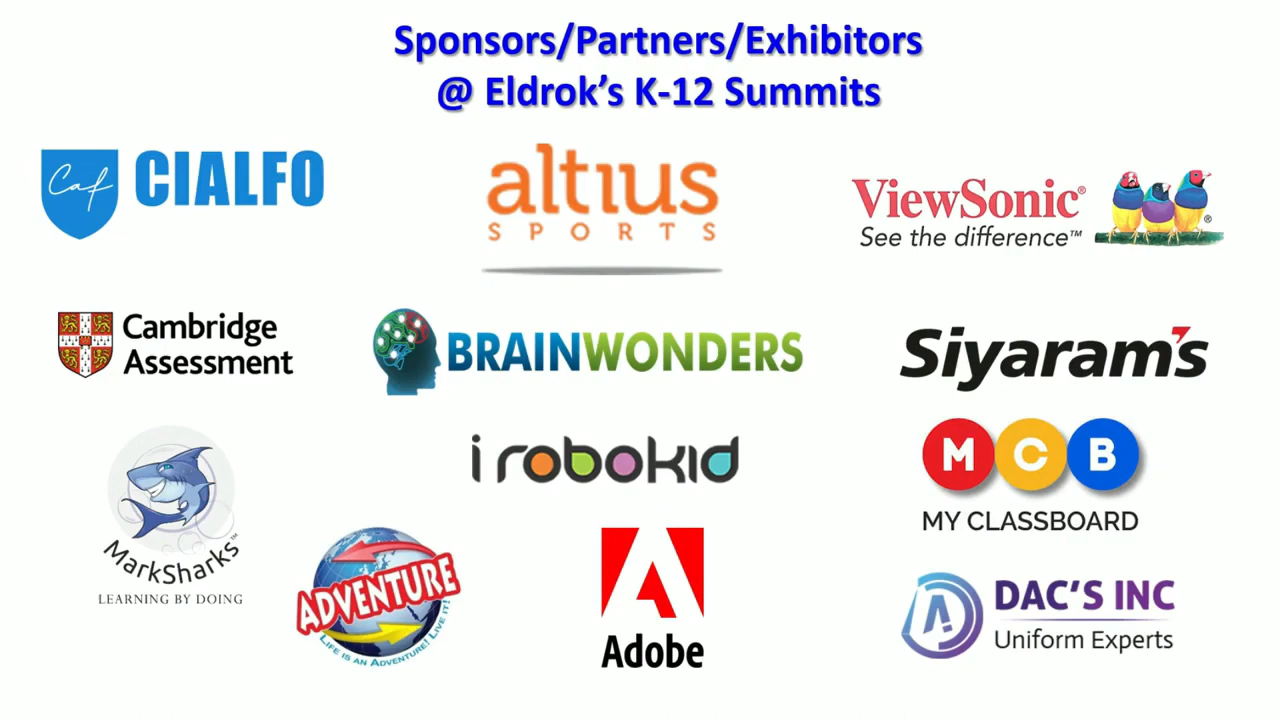 Sponsors/Partners/Exhibitors
@ Eldrok’s K-12 Summits
Caf CIALFO
altius
SPORTS
ViewSonic®
See the difference™
®
Cambridge
Assessment
BRAINWONDERS
Siyaram's
i robokid
M C B
MY CLASSBOARD
MarkSharks™
LEARNING BY DOING
ADVENTURE
LIFE IS AN ADVENTURE! LIVE IT!
Adobe
DAC'S INC
Uniform Experts